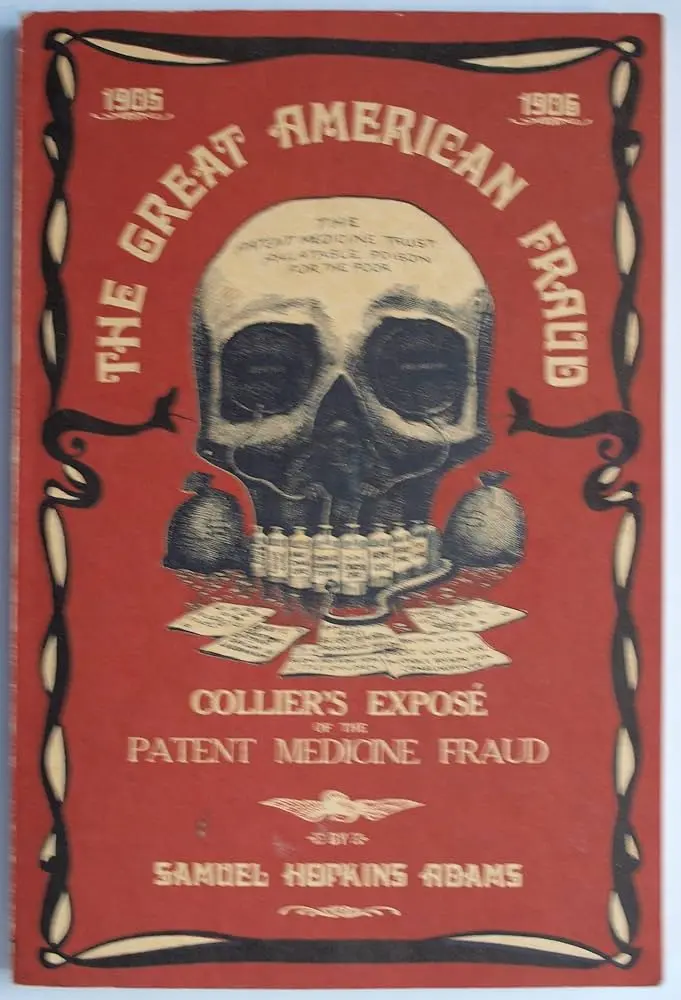 1905
1906
THE GREAT AMERICAN FRAUD
THE
PATENT MEDICINE TRUST
PALATABLE POISON
FOR THE POOR
COLLIER'S EXPOSÉ
OF THE
PATENT MEDICINE FRAUD
BY
SAMUEL HOPKINS ADAMS